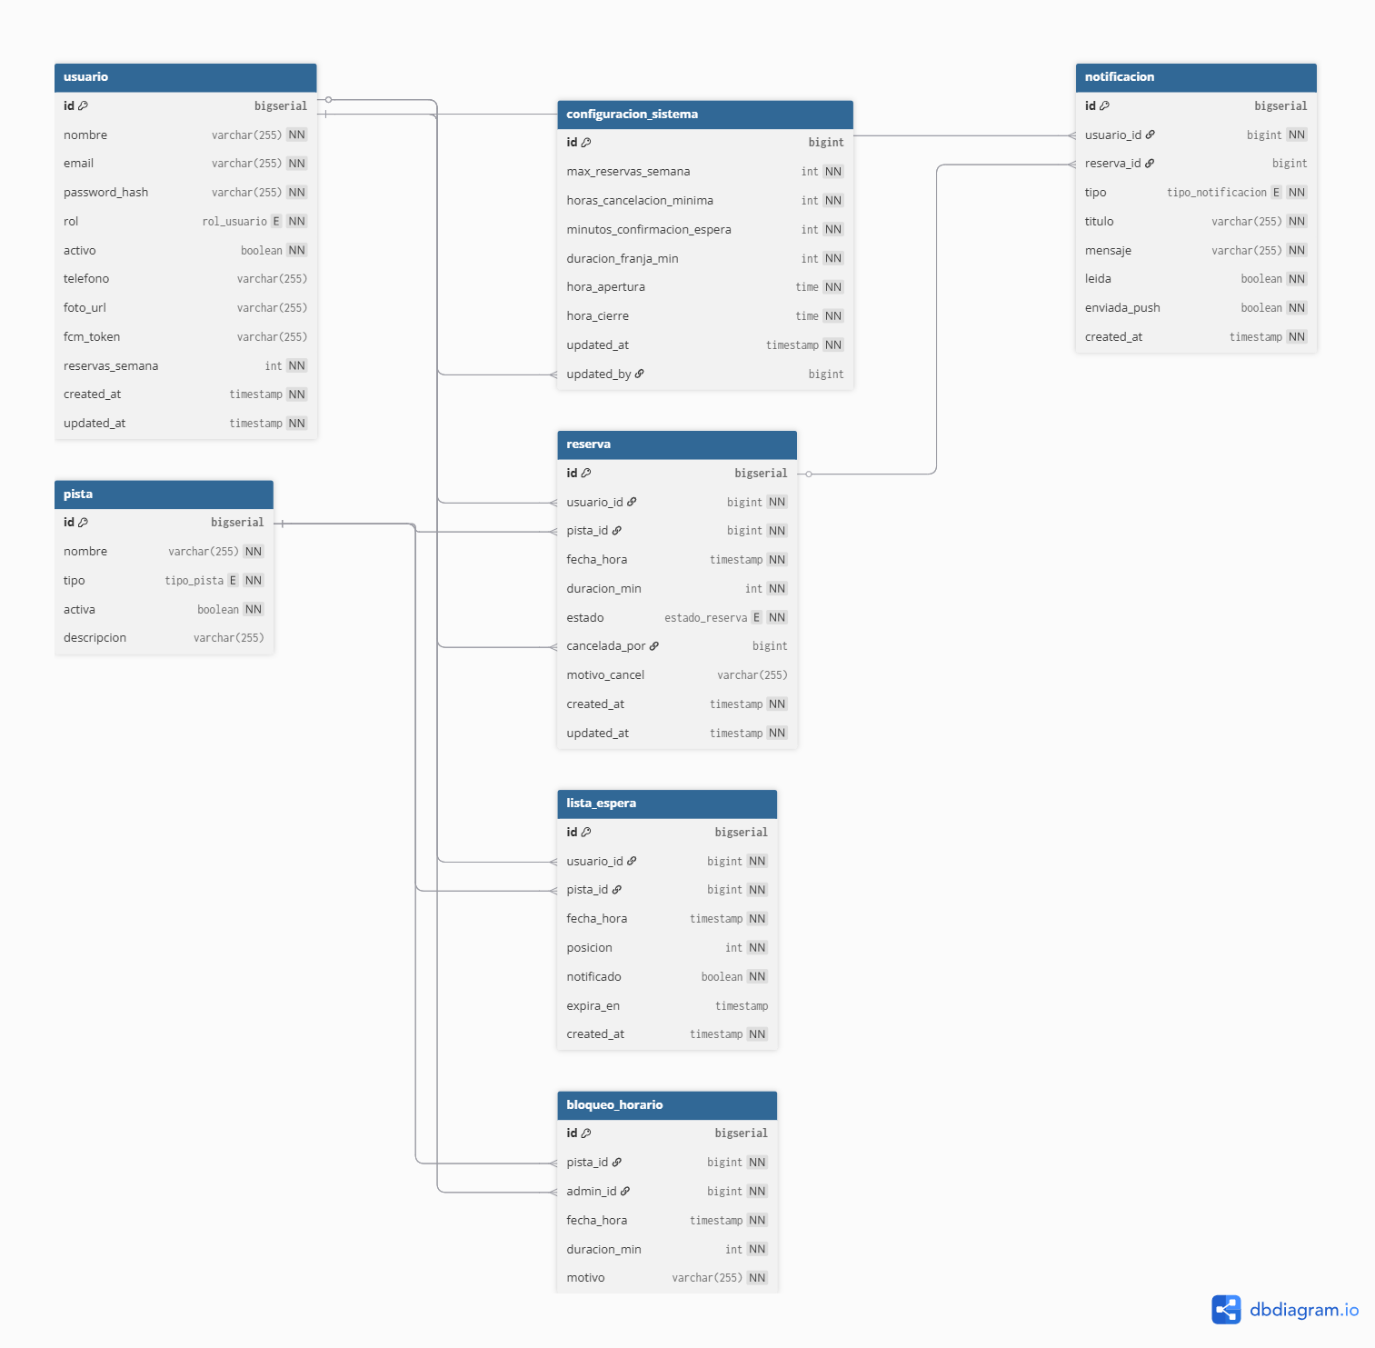 usuario
id bigserial
nombre varchar(255) NN
email varchar(255) NN
password_hash varchar(255) NN
rol rol_usuario E NN
activo boolean NN
telefono varchar(255)
foto_url varchar(255)
fcm_token varchar(255)
reservas_semana int NN
created_at timestamp NN
updated_at timestamp NN
pista
id bigserial
nombre varchar(255) NN
tipo tipo_pista E NN
activa boolean NN
descripcion varchar(255)
configuracion_sistema
id bigint
max_reservas_semana int NN
horas_cancelacion_minima int NN
minutos_confirmacion_espera int NN
duracion_franja_min int NN
hora_apertura time NN
hora_cierre time NN
updated_at timestamp NN
updated_by bigint
reserva
id bigserial
usuario_id bigint NN
pista_id bigint NN
fecha_hora timestamp NN
duracion_min int NN
estado estado_reserva E NN
cancelada_por bigint
motivo_cancel varchar(255)
created_at timestamp NN
updated_at timestamp NN
lista_espera
id bigserial
usuario_id bigint NN
pista_id bigint NN
fecha_hora timestamp NN
posicion int NN
notificado boolean NN
expira_en timestamp
created_at timestamp NN
bloqueo_horario
id bigserial
pista_id bigint NN
admin_id bigint NN
fecha_hora timestamp NN
duracion_min int NN
motivo varchar(255) NN
notificacion
id bigserial
usuario_id bigint NN
reserva_id bigint
tipo tipo_notificacion E NN
titulo varchar(255) NN
mensaje varchar(255) NN
leida boolean NN
enviada_push boolean NN
created_at timestamp NN
dbdiagram.io